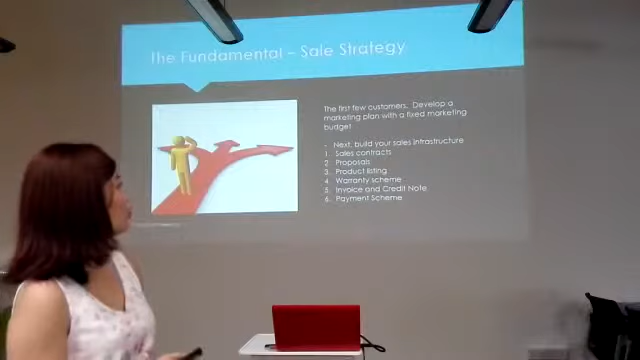 The Fundamental – Sale Strategy
The first few customers. Develop a
marketing plan with a fixed marketing
budget
- Next, build your sales infrastructure
1. Sales contracts
2. Proposals
3. Product listing
4. Warranty scheme
5. Invoice and Credit Note
6. Payment Scheme